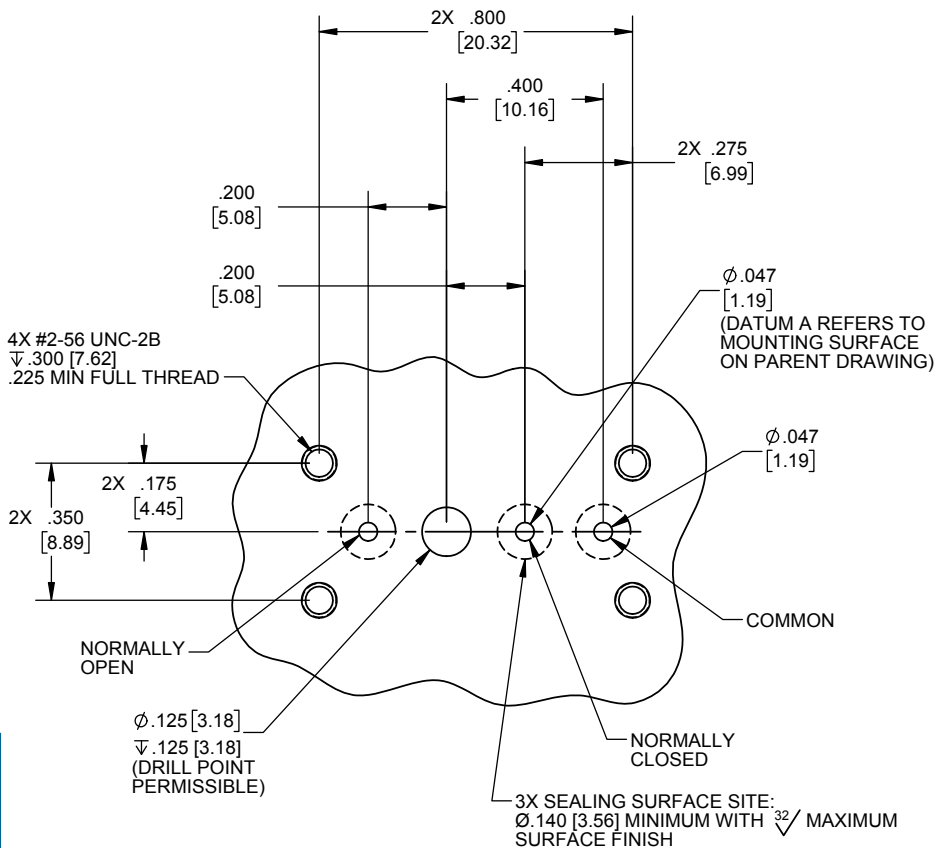 2X .800
[20.32]
.400
[10.16]
2X .275
[6.99]
.200
[5.08]
.200
[5.08]
⌀.047
[1.19]
(DATUM A REFERS TO
MOUNTING SURFACE
ON PARENT DRAWING)
4X #2-56 UNC-2B
↧.300 [7.62]
.225 MIN FULL THREAD
⌀.047
[1.19]
2X .175
[4.45]
2X .350
[8.89]
COMMON
NORMALLY
OPEN
⌀.125 [3.18]
↧.125 [3.18]
(DRILL POINT
PERMISSIBLE)
NORMALLY
CLOSED
3X SEALING SURFACE SITE:
Ø.140 [3.56] MINIMUM WITH 32 MAXIMUM
SURFACE FINISH